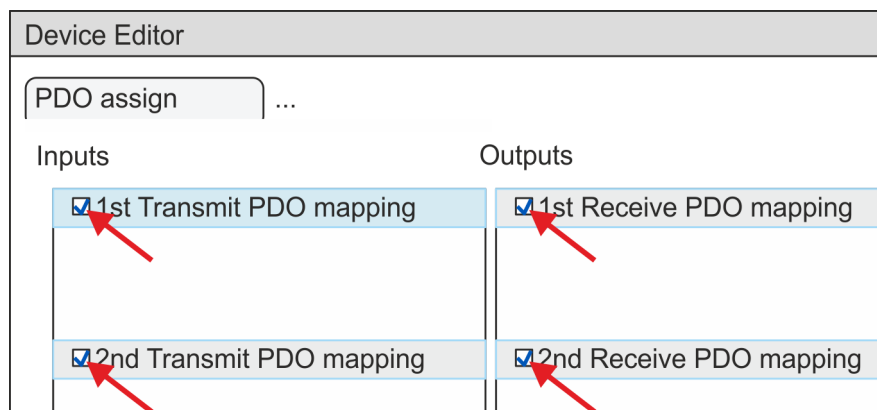 Device Editor
PDO assign ...
Inputs
Outputs
1st Transmit PDO mapping
1st Receive PDO mapping
2nd Transmit PDO mapping
2nd Receive PDO mapping